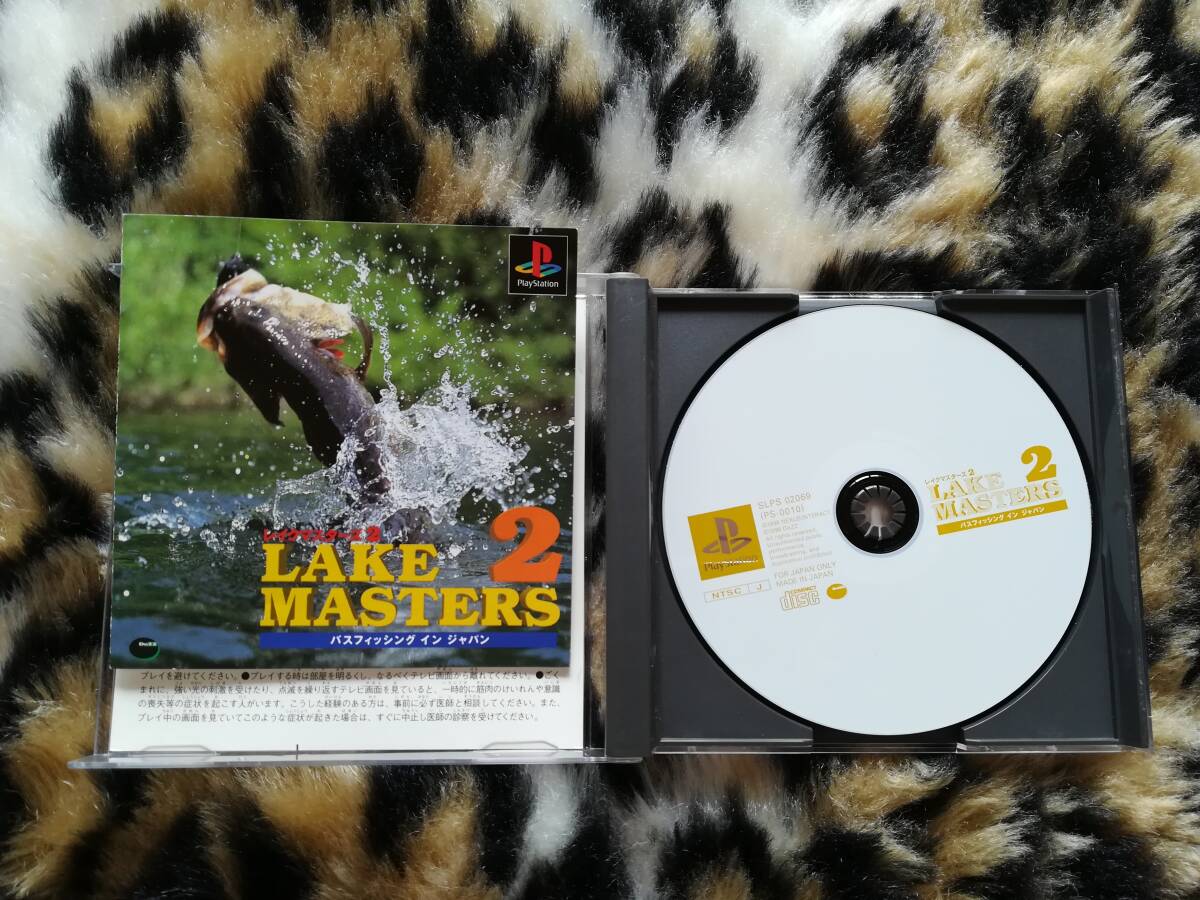 PlayStation
レイクマスターズ 2
LAKE 2
MASTERS
バスフィッシング イン ジャパン
プレイを避けてください。●プレイする時は部屋を明るくし、なるべくテレビ画面から離れてください。●ごく
まれに、強い光の刺激を受けたり、点滅を繰り返すテレビ画面を見ていると、一時的に筋肉のけいれんや意識
の喪失等の症状を起こす人がいます。こうした経験のある方は、事前に必ず医師と相談してください。また、
プレイ中の画面を見ていてこのような症状が起きた場合は、すぐに中止し医師の診察を受けてください。
PlayStation
NTSC J
SLPS 02069
(PS-0010)
All rights reserved.
FOR JAPAN ONLY
MADE IN JAPAN
COMPACT
disc
レイクマスターズ 2
LAKE 2
MASTERS
バスフィッシング イン ジャパン